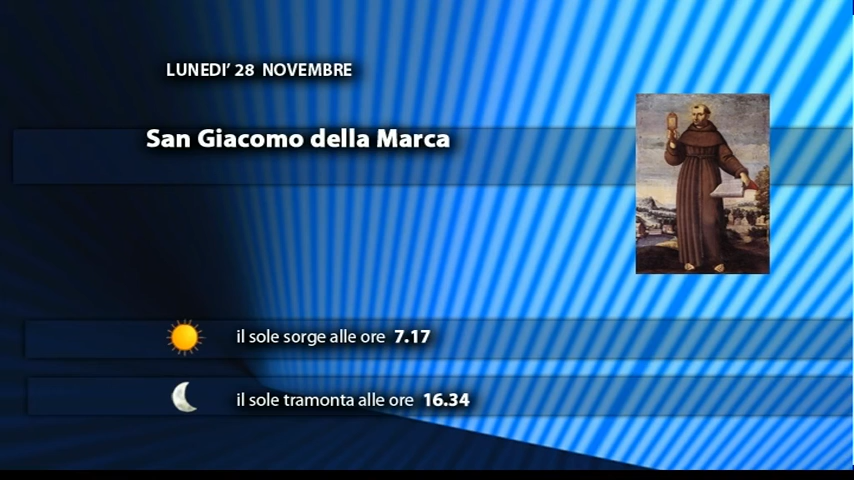 LUNEDI’ 28 NOVEMBRE
San Giacomo della Marca
il sole sorge alle ore 7.17
il sole tramonta alle ore 16.34